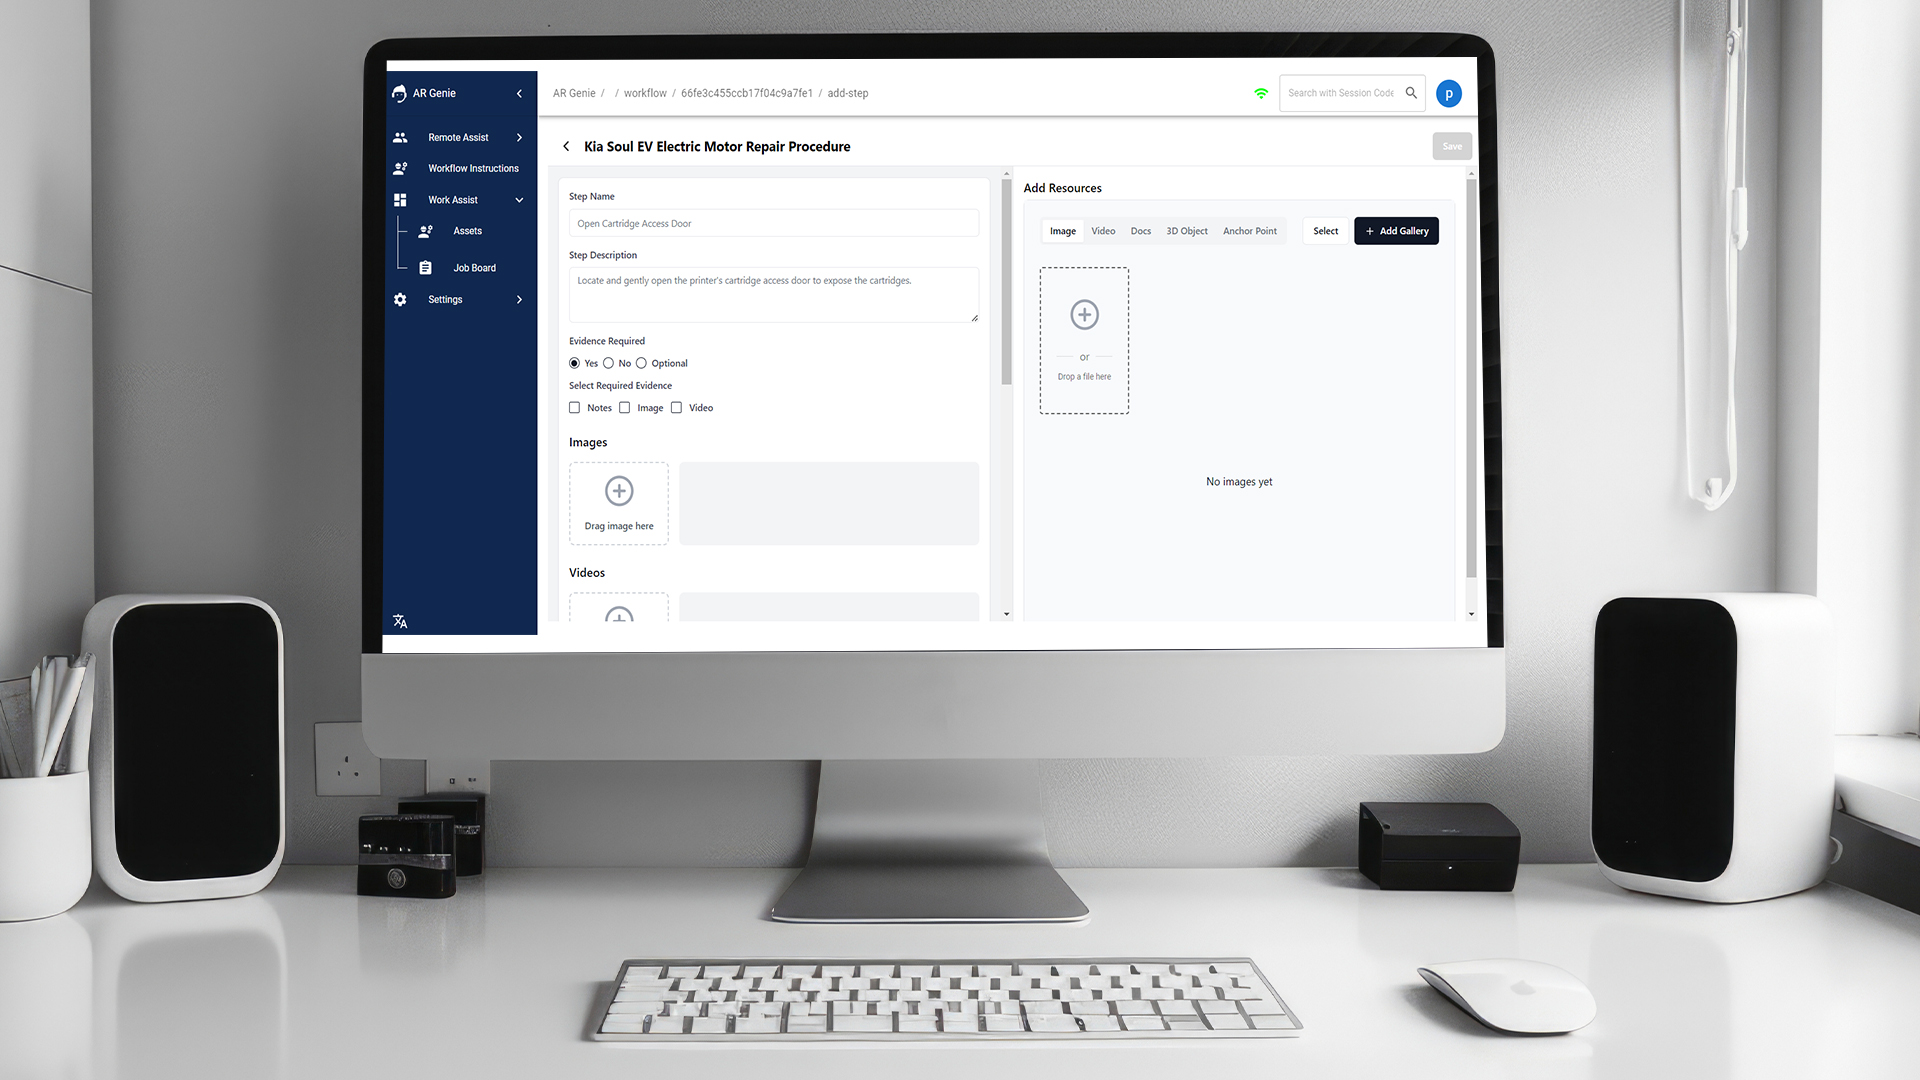 AR Genie
Remote Assist
Workflow Instructions
Work Assist
Assets
Job Board
Settings
AR Genie / / workflow / 66fe3c455ccb17f04c9a7fe1 / add-step
Search with Session Code
p
Kia Soul EV Electric Motor Repair Procedure
Save
Step Name
Open Cartridge Access Door
Step Description
Locate and gently open the printer's cartridge access door to expose the cartridges.
Evidence Required
Yes No Optional
Select Required Evidence
Notes Image Video
Images
Drag image here
Videos
Add Resources
Image Video Docs 3D Object Anchor Point Select + Add Gallery
or
Drop a file here
No images yet